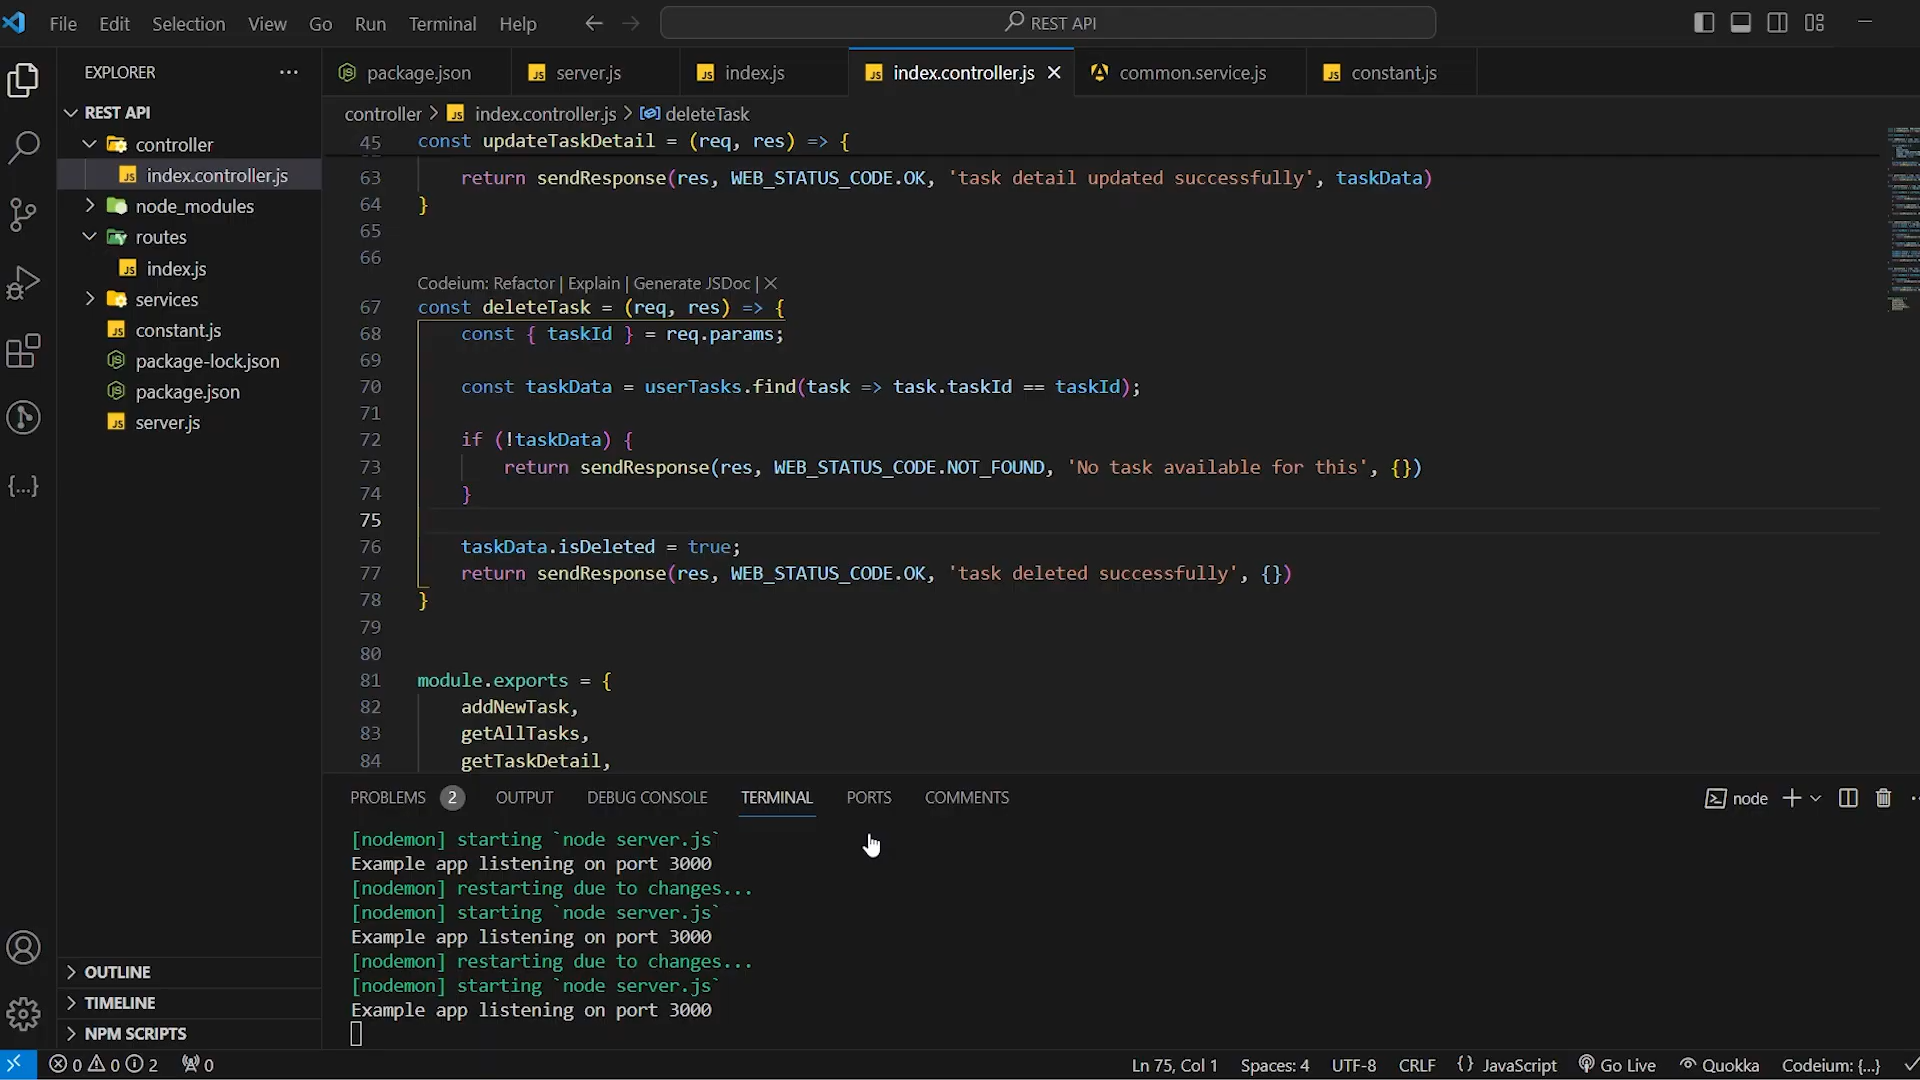 File Edit Selection View Go Run Terminal Help
REST API
EXPLORER
REST API
controller
index.controller.js
node_modules
routes
index.js
services
constant.js
package-lock.json
package.json
server.js
OUTLINE
TIMELINE
NPM SCRIPTS
package.json server.js index.js index.controller.js common.service.js constant.js
controller > index.controller.js > deleteTask
45 const updateTaskDetail = (req, res) => {
63 return sendResponse(res, WEB_STATUS_CODE.OK, 'task detail updated successfully', taskData)
64 }
65
66
Codeium: Refactor | Explain | Generate JSDoc | X
67 const deleteTask = (req, res) => {
68 const { taskId } = req.params;
69
70 const taskData = userTasks.find(task => task.taskId == taskId);
71
72 if (!taskData) {
73 return sendResponse(res, WEB_STATUS_CODE.NOT_FOUND, 'No task available for this', {})
74 }
75
76 taskData.isDeleted = true;
77 return sendResponse(res, WEB_STATUS_CODE.OK, 'task deleted successfully', {})
78 }
79
80
81 module.exports = {
82 addNewTask,
83 getAllTasks,
84 getTaskDetail,
PROBLEMS 2 OUTPUT DEBUG CONSOLE TERMINAL PORTS COMMENTS
node
[nodemon] starting `node server.js`
Example app listening on port 3000
[nodemon] restarting due to changes...
[nodemon] starting `node server.js`
Example app listening on port 3000
[nodemon] restarting due to changes...
[nodemon] starting `node server.js`
Example app listening on port 3000
0 0 2 0
Ln 75, Col 1 Spaces: 4 UTF-8 CRLF {} JavaScript Go Live Quokka Codeium: {...}